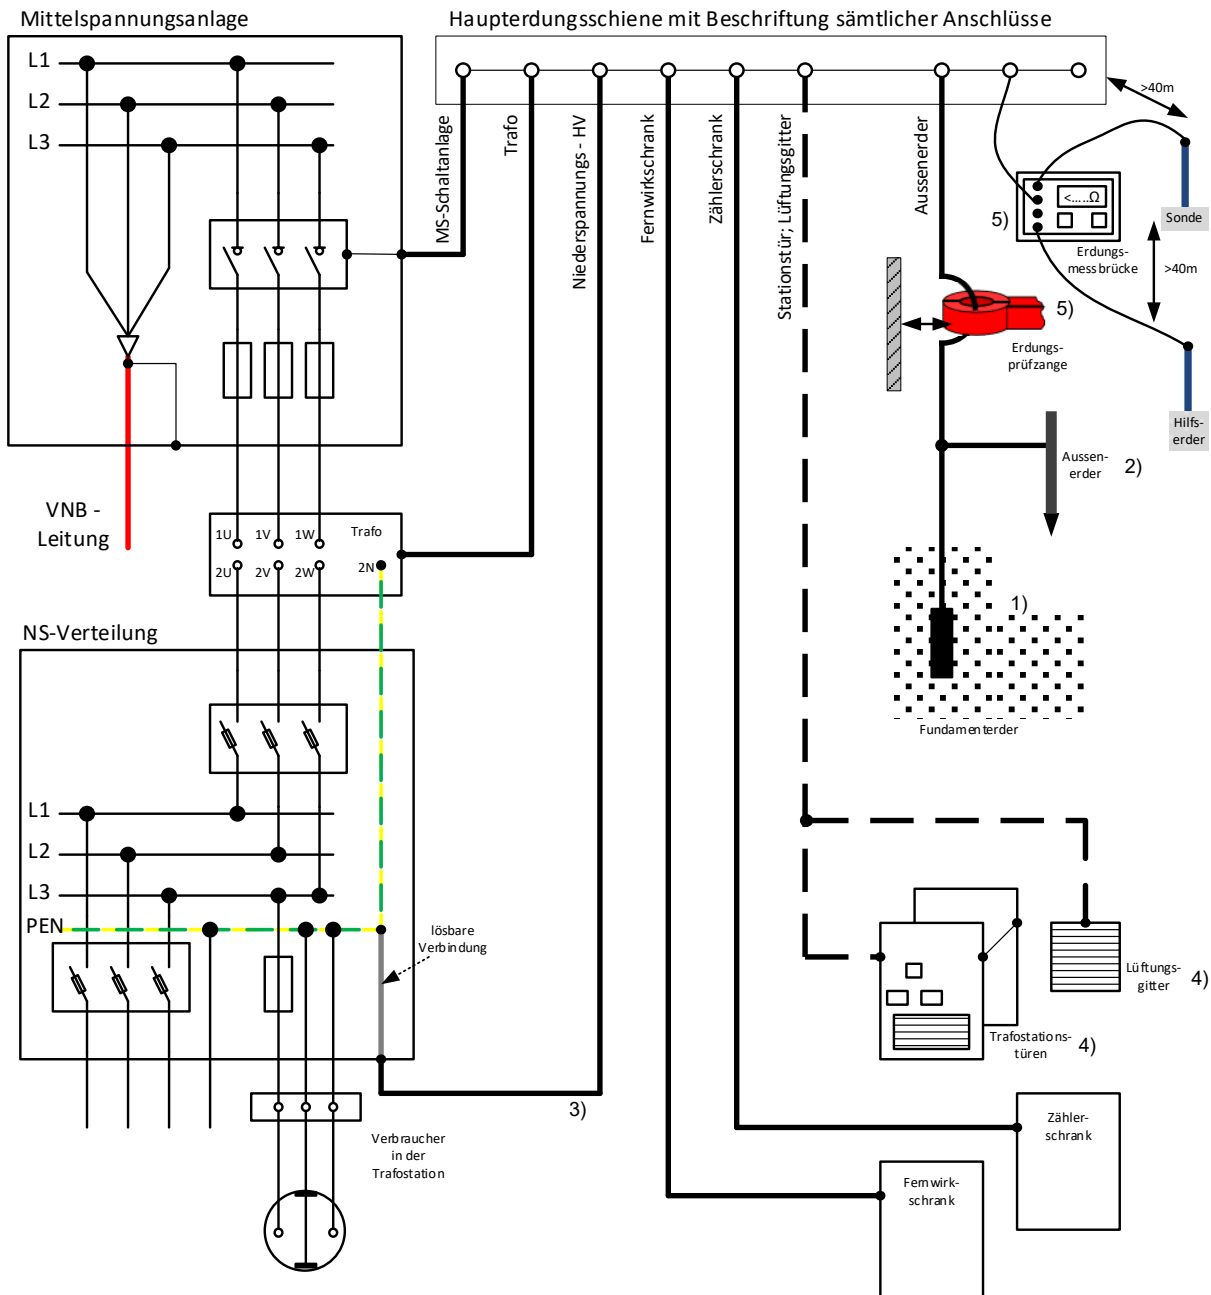 Mittelspannungsanlage
Haupterdungsschiene mit Beschriftung sämtlicher Anschlüsse
L1
L2
L3
MS-Schaltanlage
Trafo
Niederspannungs - HV
Fernwirkschrank
Zählerschrank
Stationstür; Lüftungsgitter
Aussenerder
>40m
<.....Ω
5)
Erdungs-
messbrücke
Sonde
>40m
5)
Erdungs-
prüfzange
Hilfs-
erder
Aussen-
erder
2)
VNB -
Leitung
1U
1V
1W
Trafo
2U
2V
2W
2N
1)
Fundamenterder
NS-Verteilung
L1
L2
L3
PEN
lösbare
Verbindung
Lüftungs-
gitter
4)
Trafostations-
türen
4)
3)
Verbraucher
in der
Trafostation
Zähler-
schrank
Fernwirk-
schrank